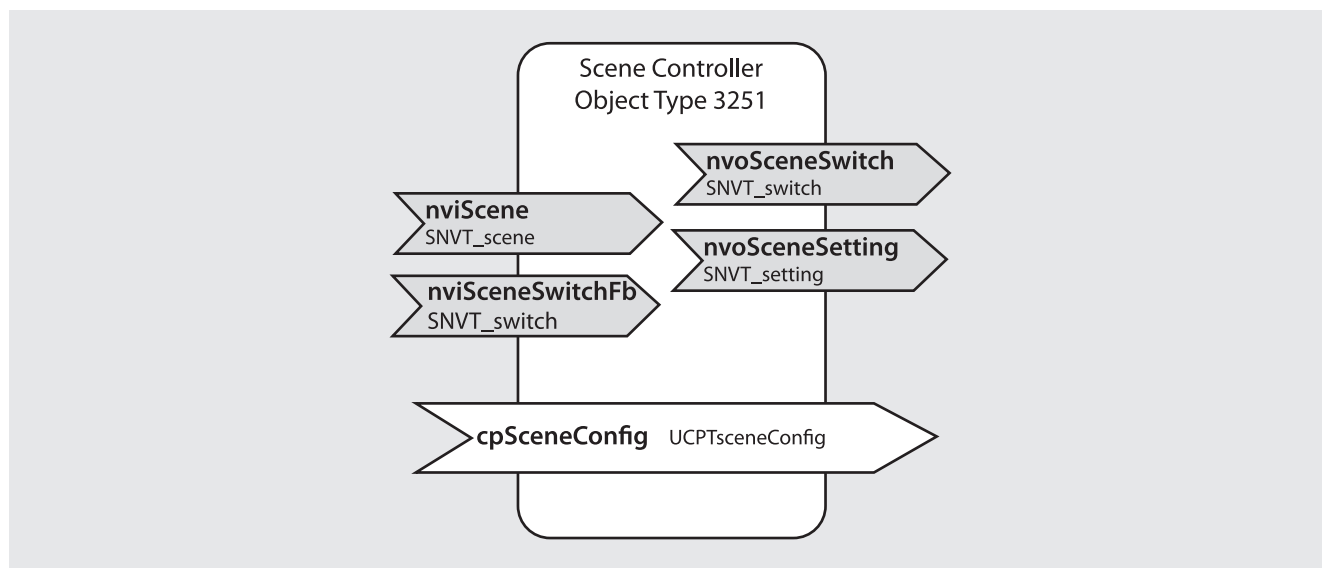 Scene Controller
Object Type 3251
nvoSceneSwitch
SNVT_switch
nviScene
SNVT_scene
nvoSceneSetting
SNVT_setting
nviSceneSwitchFb
SNVT_switch
cpSceneConfig UCPTsceneConfig